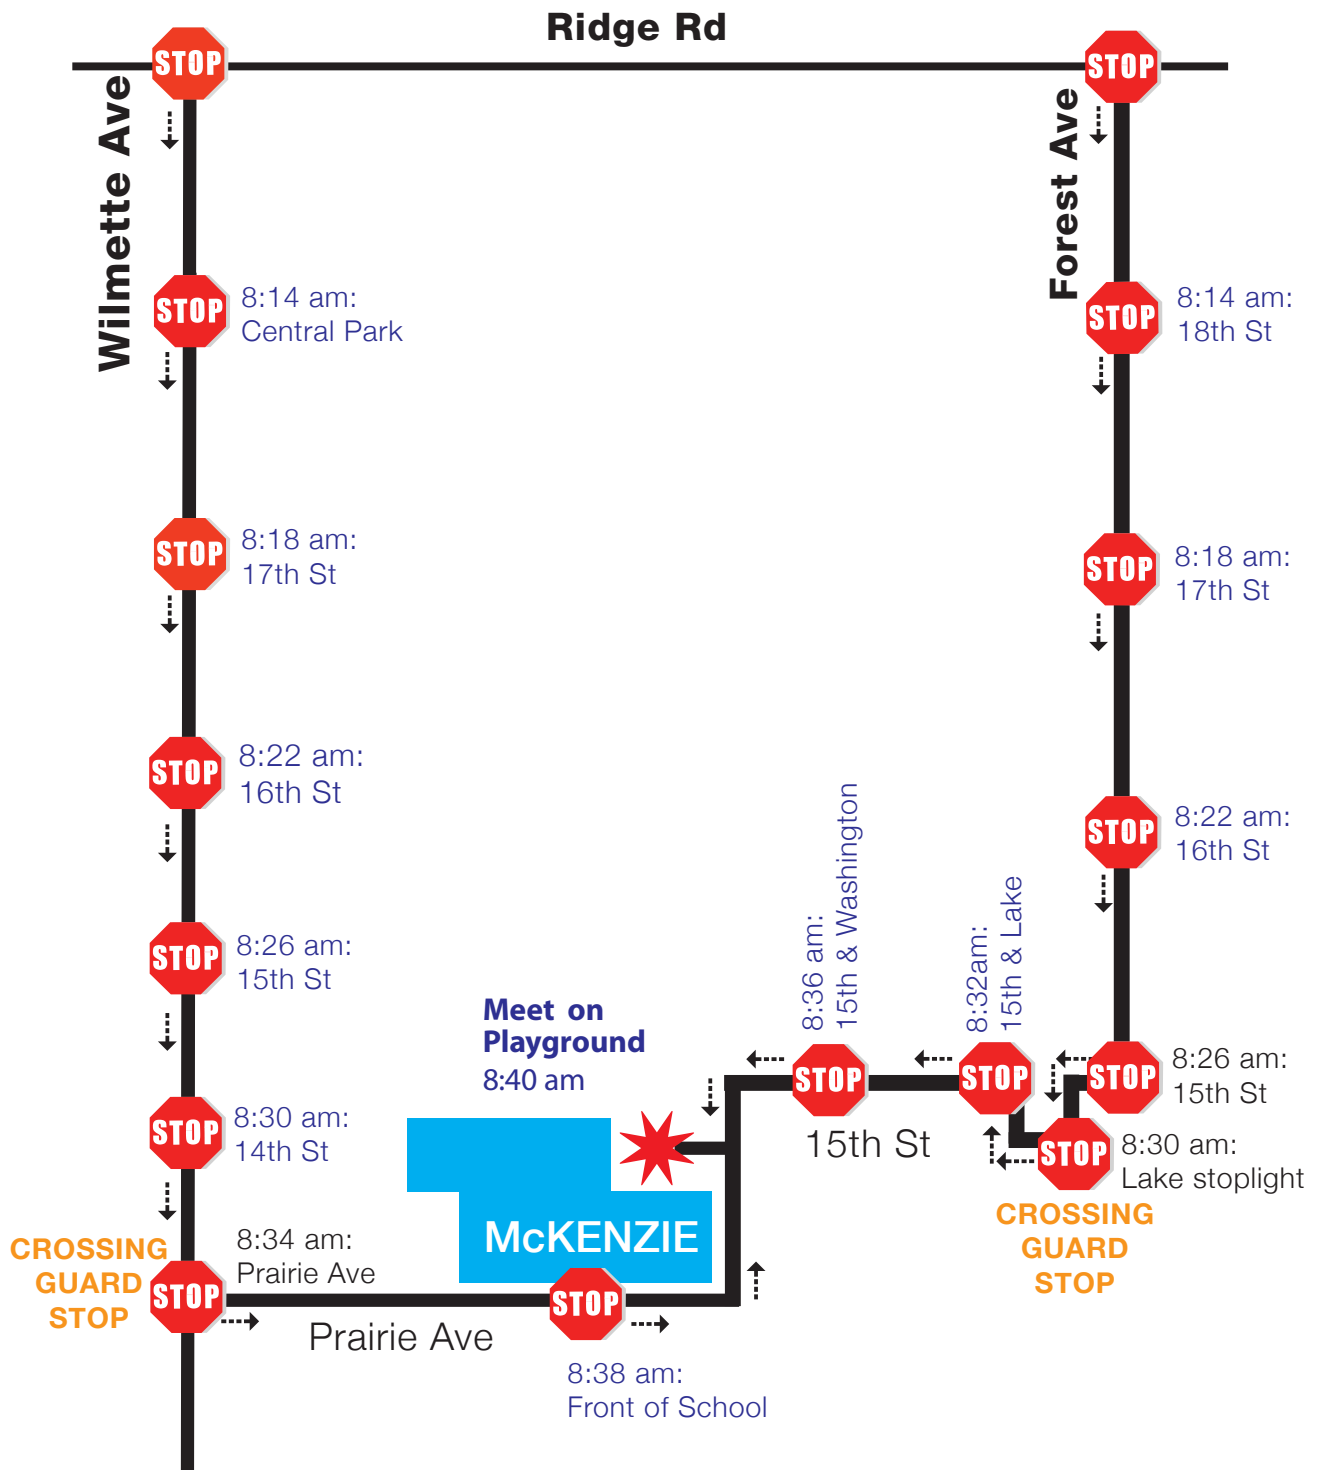 Ridge Rd
STOP
STOP
Wilmette Ave
Forest Ave
STOP
8:14 am:
Central Park
STOP
8:14 am:
18th St
STOP
8:18 am:
17th St
STOP
8:18 am:
17th St
STOP
8:22 am:
16th St
STOP
8:22 am:
16th St
STOP
8:26 am:
15th St
8:36 am:
15th & Washington
8:32am:
15th & Lake
Meet on
Playground
8:40 am
STOP
STOP
STOP
8:26 am:
15th St
STOP
8:30 am:
14th St
15th St
STOP
8:30 am:
Lake stoplight
CROSSING
GUARD
STOP
McKENZIE
CROSSING
GUARD
STOP
STOP
8:34 am:
Prairie Ave
STOP
Prairie Ave
8:38 am:
Front of School